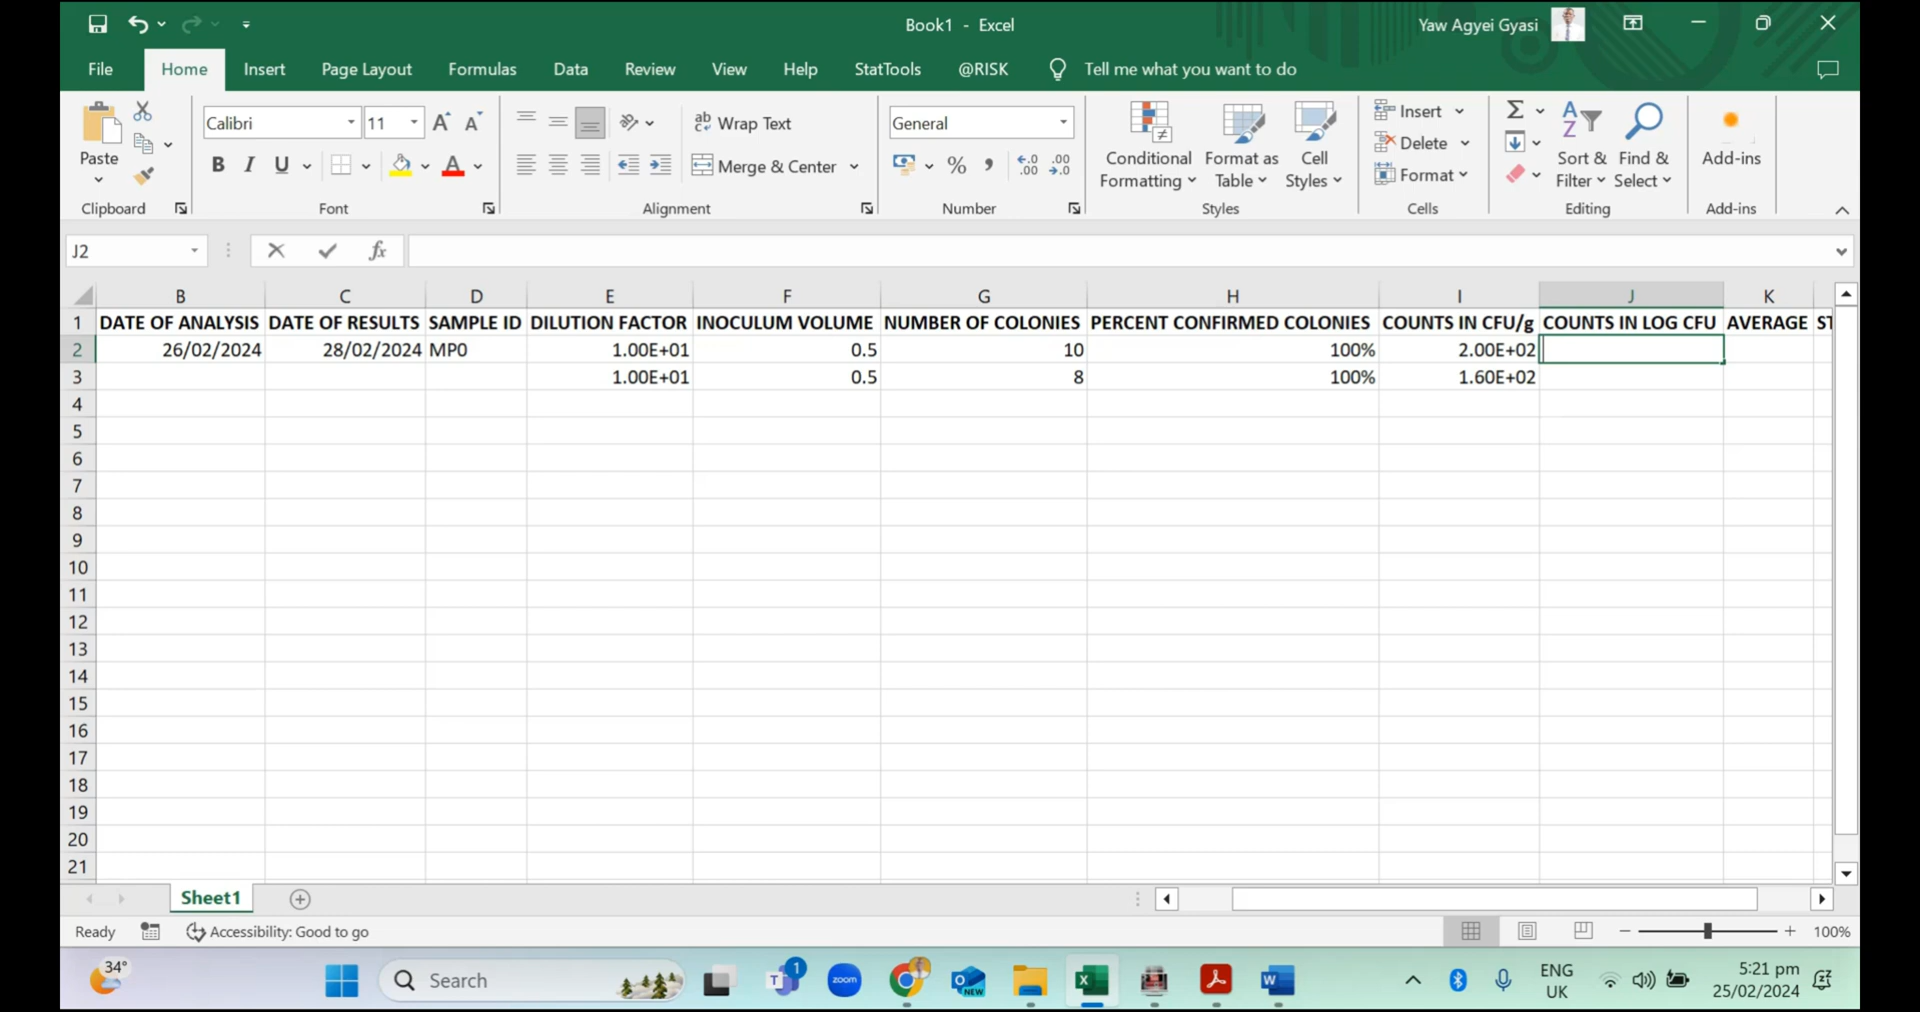 Book1 - Excel
Yaw Agyei Gyasi
File Home Insert Page Layout Formulas Data Review View Help StatTools @RISK Tell me what you want to do
Calibri 11 Wrap Text General Insert
Paste Conditional Formatting Format as Table Cell Styles Delete Sort & Filter Find & Select Add-ins
B I U A Merge & Center % Format
Clipboard Font Alignment Number Styles Cells Editing Add-ins
J2 fx
B C D E F G H I J K
1 DATE OF ANALYSIS DATE OF RESULTS SAMPLE ID DILUTION FACTOR INOCULUM VOLUME NUMBER OF COLONIES PERCENT CONFIRMED COLONIES COUNTS IN CFU/g COUNTS IN LOG CFU AVERAGE ST
2 26/02/2024 28/02/2024 MP0 1.00E+01 0.5 10 100% 2.00E+02
3 1.00E+01 0.5 8 100% 1.60E+02
4
5
6
7
8
9
10
11
12
13
14
15
16
17
18
19
20
21
Sheet1
Ready Accessibility: Good to go 100%
34° Search 1 zoom NEW ENG UK 5:21 pm 25/02/2024